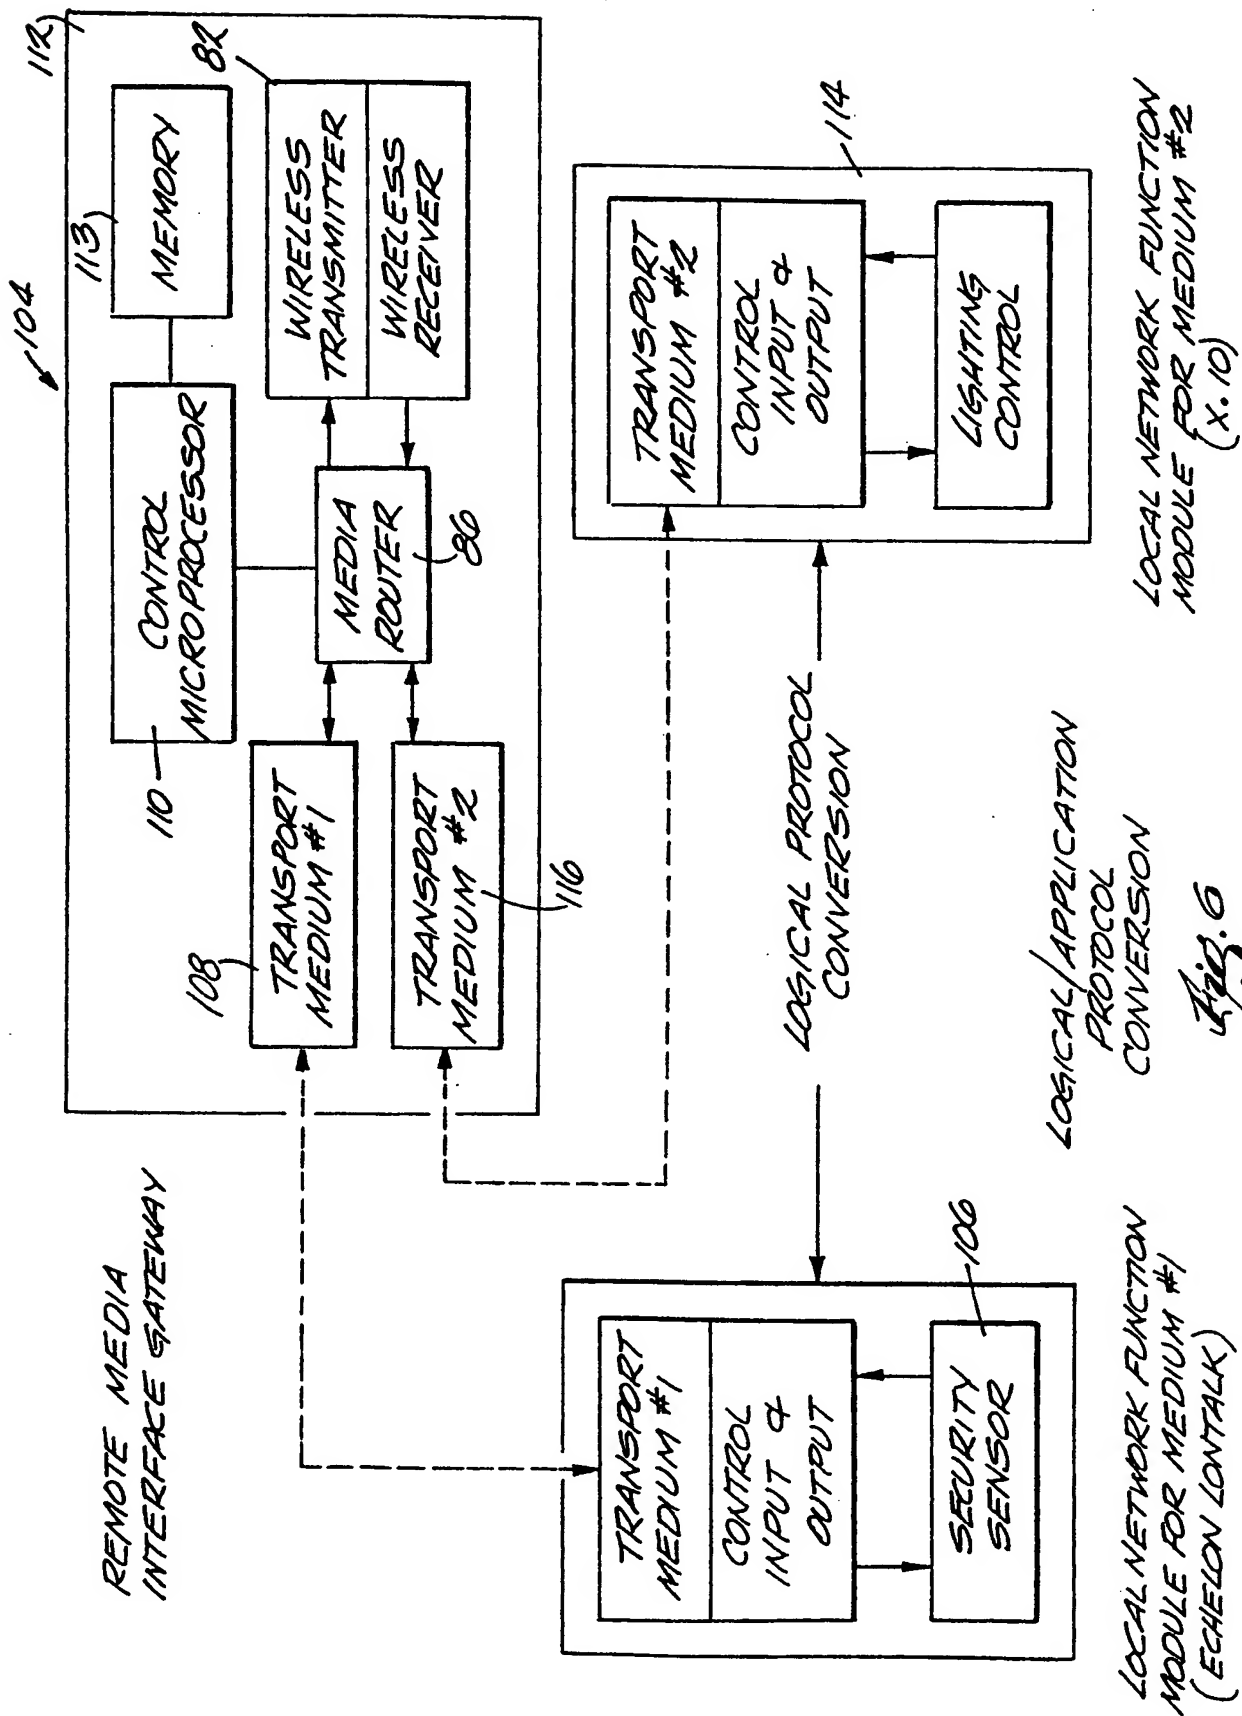 104
112
REMOTE MEDIA
INTERFACE GATEWAY
110
CONTROL
MICROPROCESSOR
113
MEMORY
108
TRANSPORT
MEDIUM #1
MEDIA
ROUTER
86
WIRELESS
TRANSMITTER
82
WIRELESS
RECEIVER
TRANSPORT
MEDIUM #2
116
TRANSPORT
MEDIUM #1
CONTROL
INPUT &
OUTPUT
SECURITY
SENSOR
106
LOGICAL PROTOCOL
CONVERSION
TRANSPORT
MEDIUM #2
CONTROL
INPUT &
OUTPUT
LIGHTING
CONTROL
114
LOCAL NETWORK FUNCTION
MODULE FOR MEDIUM #1
(ECHELON LONTALK)
LOGICAL/APPLICATION
PROTOCOL
CONVERSION
LOCAL NETWORK FUNCTION
MODULE FOR MEDIUM #2
(X.10)
Fig. 6